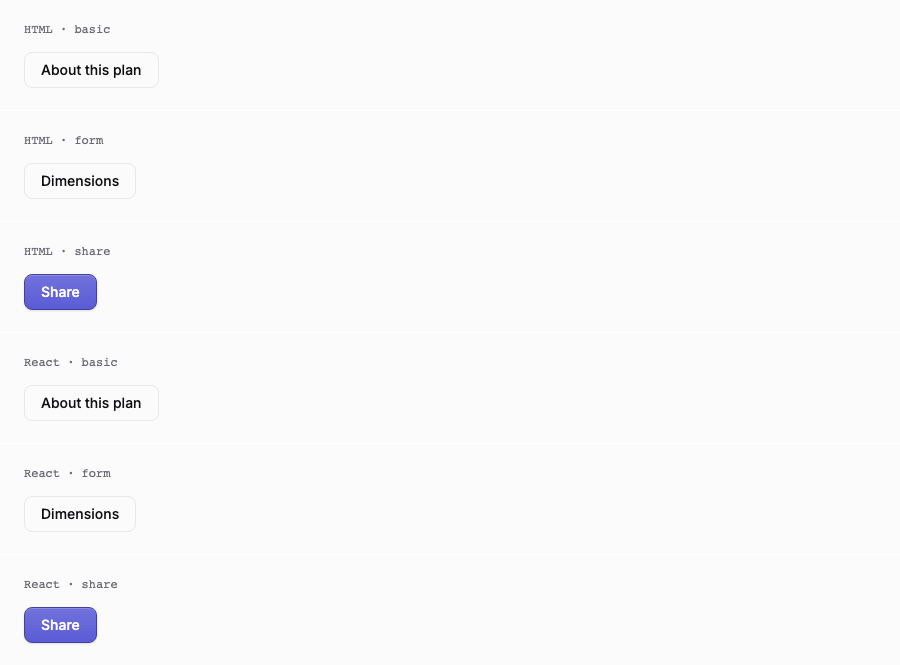 HTML · basic
About this plan
HTML · form
Dimensions
HTML · share
Share
React · basic
About this plan
React · form
Dimensions
React · share
Share